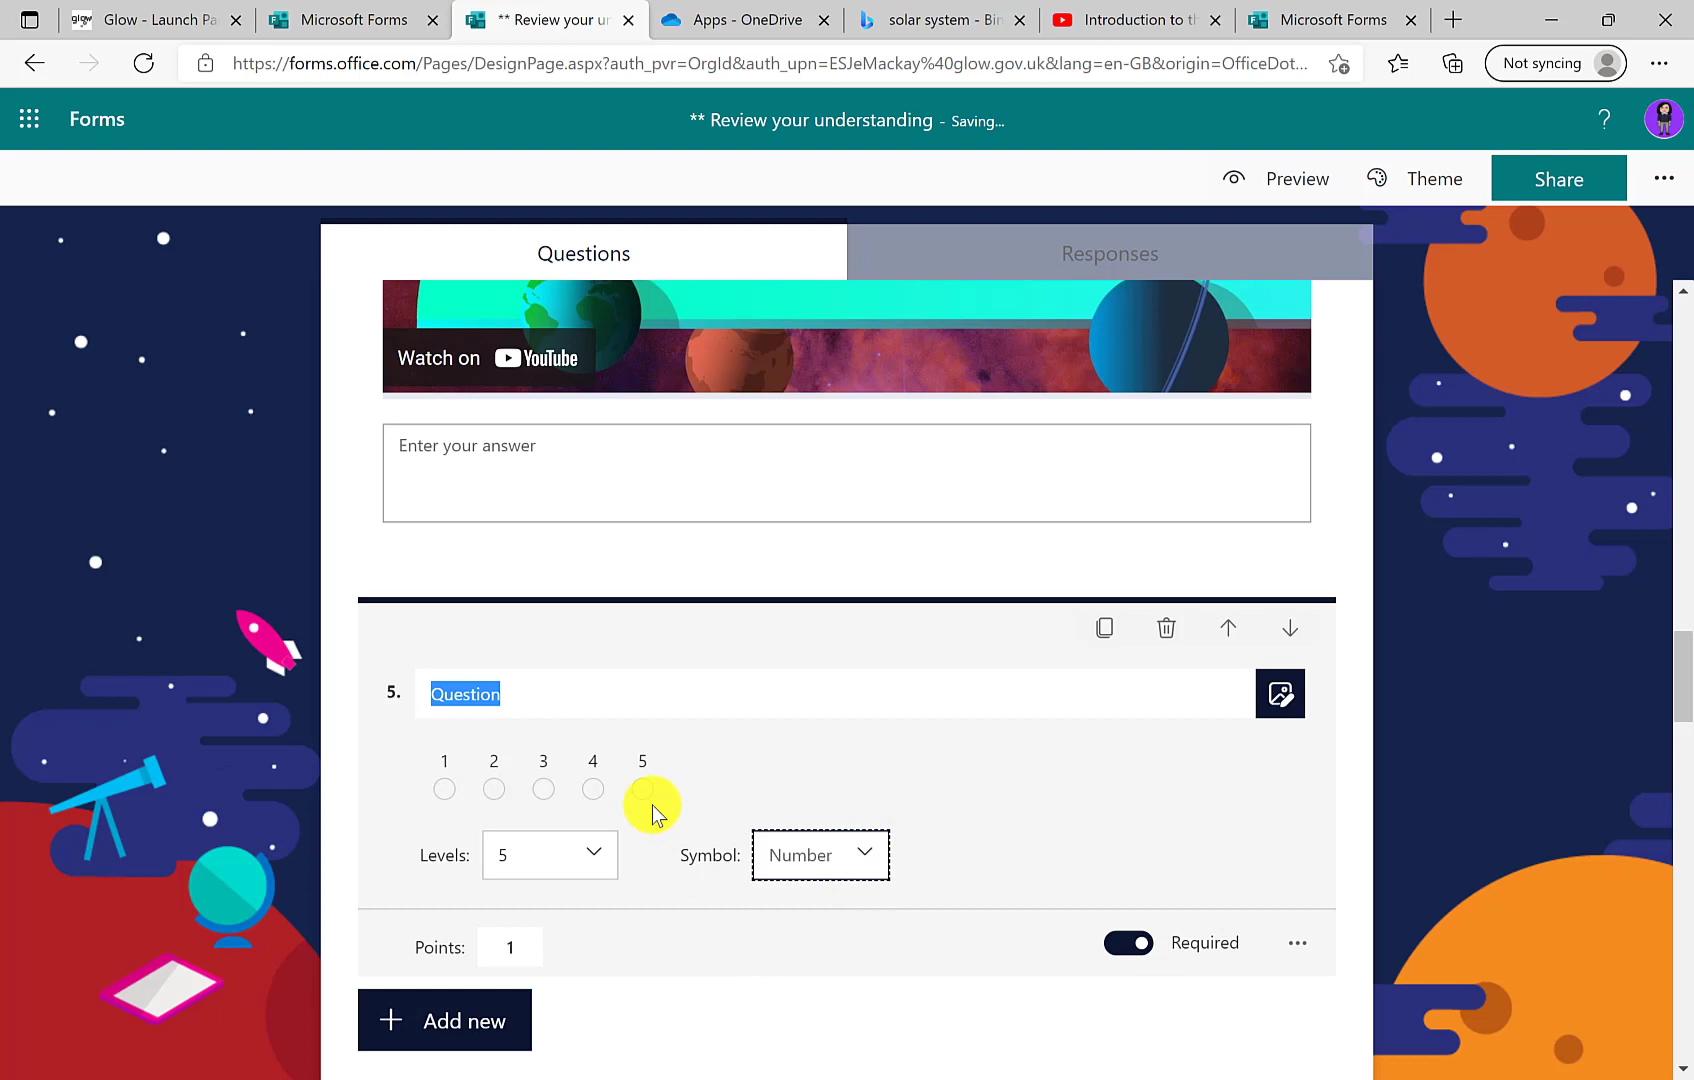 Glow - Launch Pa
Microsoft Forms
** Review your un
Apps - OneDrive
solar system - Bin
Introduction to th
Microsoft Forms
https://forms.office.com/Pages/DesignPage.aspx?auth_pvr=OrgId&auth_upn=ESJeMackay%40glow.gov.uk&lang=en-GB&origin=OfficeDot...
Not syncing
Forms
** Review your understanding - Saving...
?
Preview
Theme
Share
Questions
Responses
Watch on YouTube
Enter your answer
5. Question
1 2 3 4 5
Levels: 5 Symbol: Number
Points: 1 Required
+ Add new